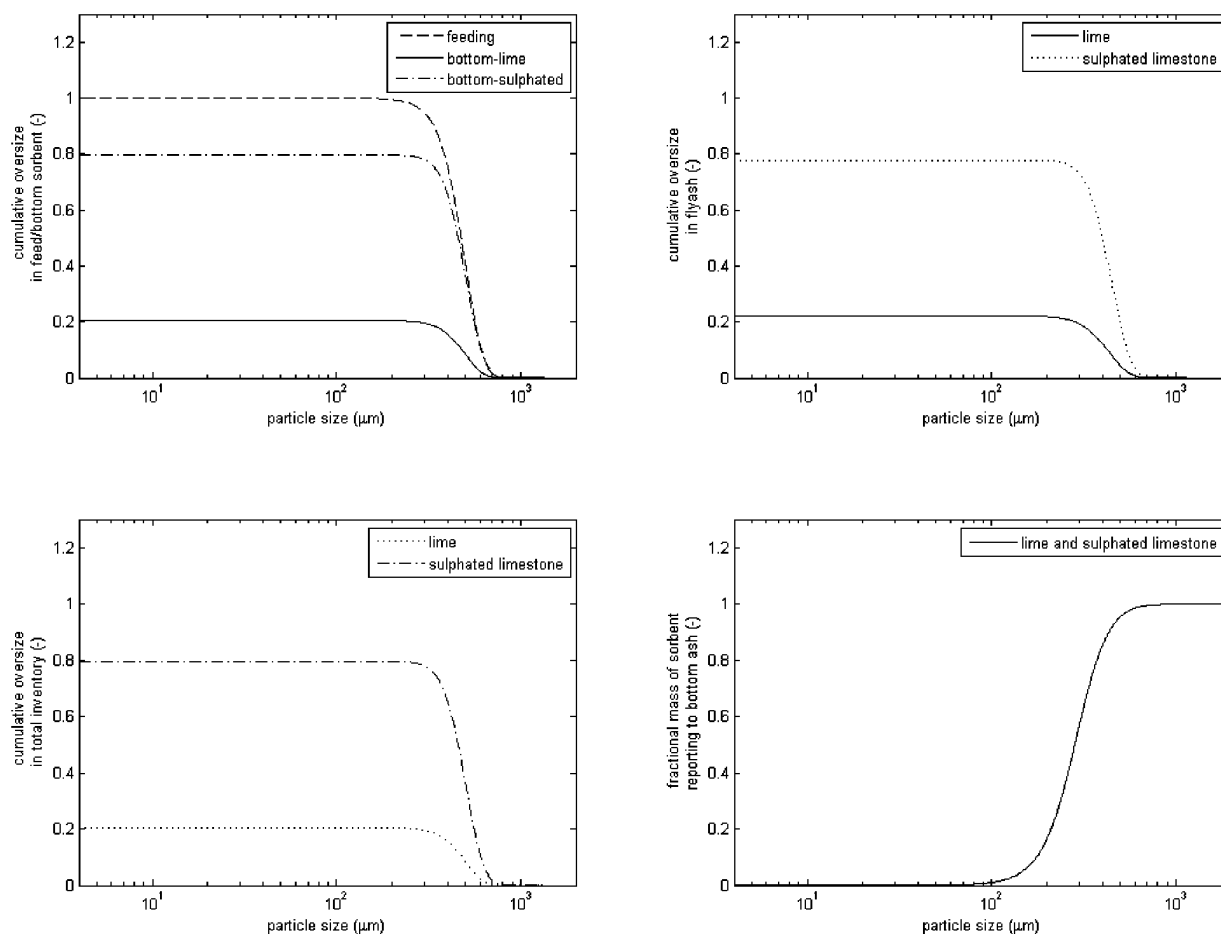 1.2
1
0.8
0.6
0.4
0.2
0
cumulative oversize
in feed/bottom sorbent (-)
feeding
bottom-lime
bottom-sulphated
10^1
10^2
10^3
particle size (µm)
1.2
1
0.8
0.6
0.4
0.2
0
cumulative oversize
in flyash (-)
lime
sulphated limestone
10^1
10^2
10^3
particle size (µm)
1.2
1
0.8
0.6
0.4
0.2
0
cumulative oversize
in total inventory (-)
lime
sulphated limestone
10^1
10^2
10^3
particle size (µm)
1.2
1
0.8
0.6
0.4
0.2
0
fractional mass of sorbent
reporting to bottom ash (-)
lime and sulphated limestone
10^1
10^2
10^3
particle size (µm)